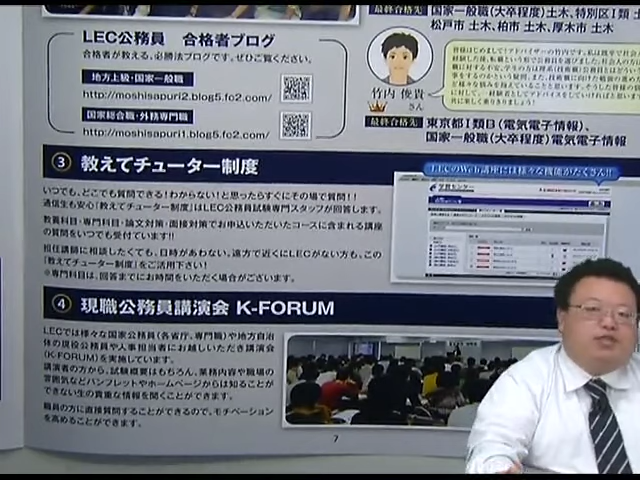 最終合格先
国家一般職(大卒程度)土木、特別区Ⅰ類
松戸市 土木、柏市 土木、厚木市 土木
LEC公務員 合格者ブログ
合格者が教える、必勝法ブログです。ぜひご覧ください。
地方上級・国家一般職
http://moshisapuri2.blog5.fc2.com/
国家総合職・外務専門職
http://moshisapuri1.blog5.fc2.com/
竹内 俊貴さん
最終合格先
東京都Ⅰ類B(電気電子情報)、
国家一般職(大卒程度)電気電子情報
3 教えてチューター制度
いつでも、どこでも質問できる!わからない!と思ったらすぐにその場で質問!!
通信生も安心「教えてチューター制度」はLEC公務員試験専門スタッフが回答します。
教養科目・専門科目・論文対策・面接対策でお申込いただいたコースに含まれる講座
の質問をいつでも受けています!!
担任講師に相談したくても、日時があわない、遠方で近くにLECがない方も、この
「教えてチューター制度」をご活用下さい!
※専門科目は、回答までにお時間をいただく場合がございます。
LECのWeb講座には様々な機能がたくさん!!
学習センター
4 現職公務員講演会 K-FORUM
LECでは様々な国家公務員(各省庁、専門職)や地方自治
体の現役公務員や人事担当者にお越しいただき講演会
(K-FORUM)を実施しています。
講演者の方から、試験概要はもちろん、業務内容や職場の
雰囲気などパンフレットやホームページからは知ることが
できない生の貴重な情報を聞くことができます。
職員の方に直接質問することができるので、モチベーション
を高めることができます。
7